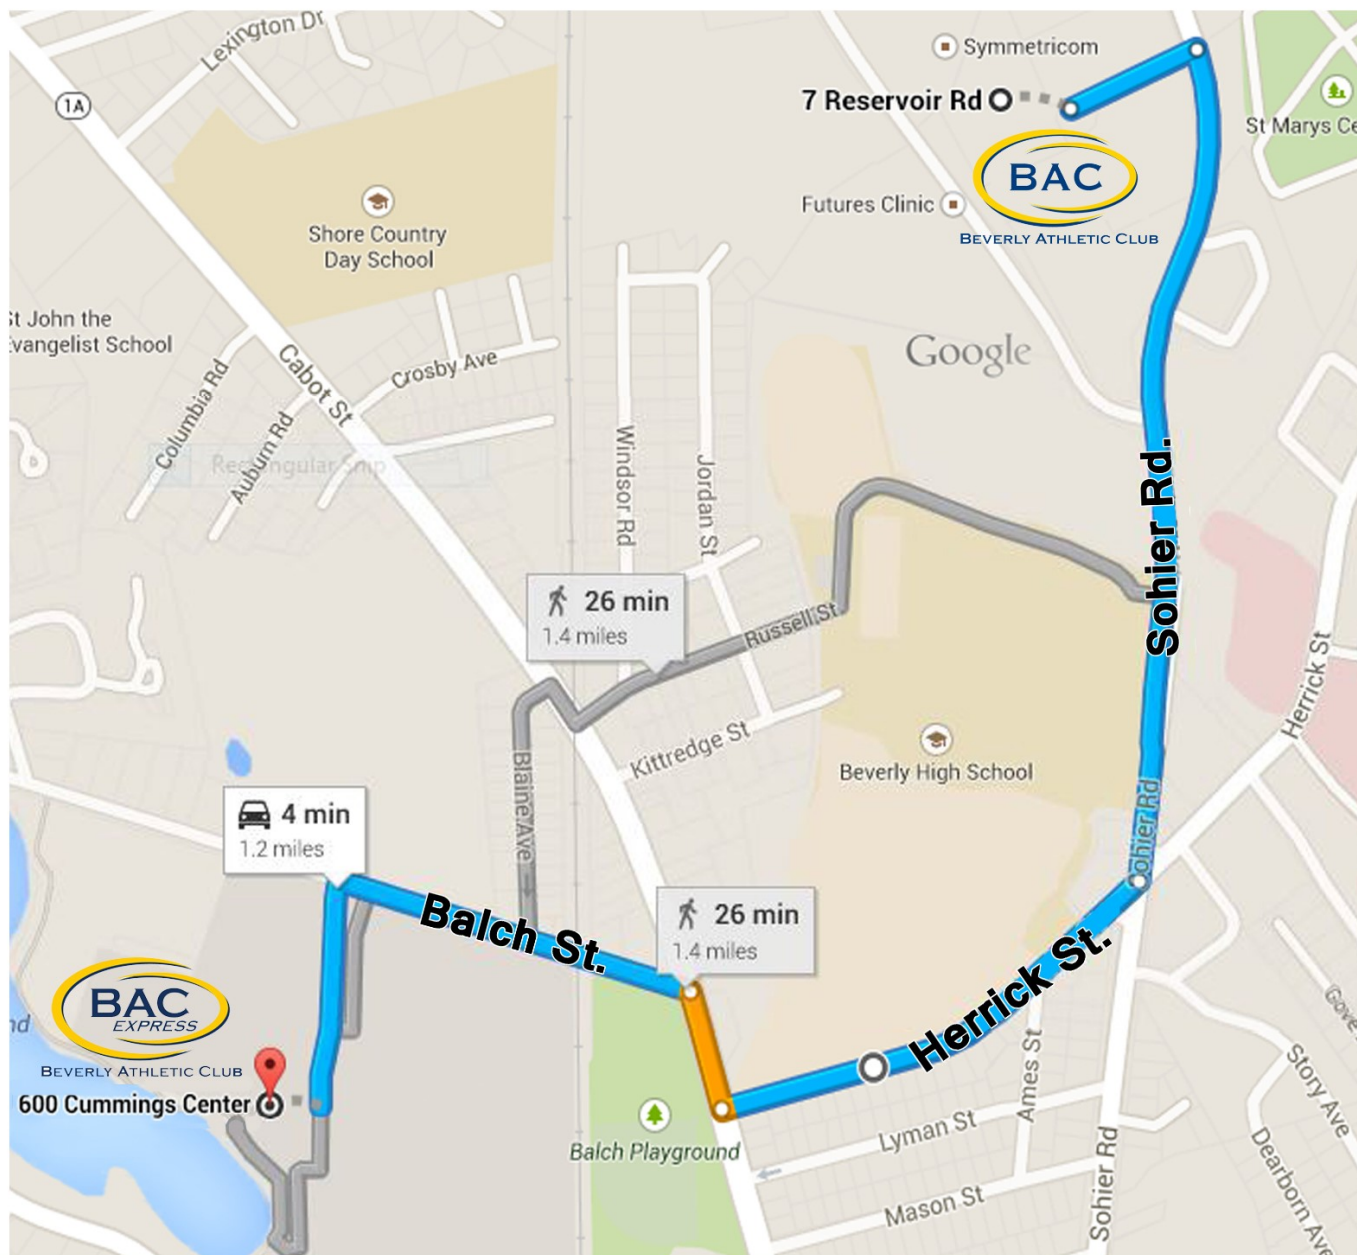 Lexington Dr
1A
Symmetricom
7 Reservoir Rd
St Marys Ce
BAC
BEVERLY ATHLETIC CLUB
Futures Clinic
Shore Country
Day School
St John the
Evangelist School
Cabot St
Crosby Ave
Columbia Rd
Auburn Rd
Rectangular Snip
Google
Windsor Rd
Jordan St
Sohier Rd.
26 min
1.4 miles
Russell St
Herrick St
Kittredge St
Beverly High School
Blaine Ave
Sohier Rd
4 min
1.2 miles
Balch St.
26 min
1.4 miles
Herrick St.
BAC
EXPRESS
BEVERLY ATHLETIC CLUB
nd
600 Cummings Center
Balch Playground
Lyman St
Ames St
Mason St
Sohier Rd
Gove
Story Ave
Dearborn Ave